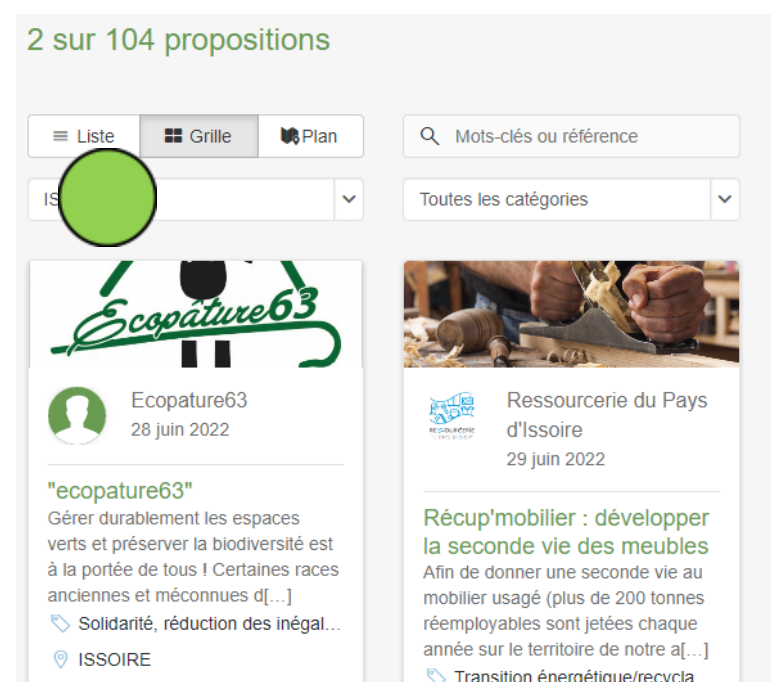 2 sur 104 propositions
Liste
Grille
Plan
Mots-clés ou référence
Toutes les catégories
Ecopâture63
Ecopature63
28 juin 2022
"ecopature63"
Gérer durablement les espaces
verts et préserver la biodiversité est
à la portée de tous ! Certaines races
anciennes et méconnues d[…]
Solidarité, réduction des inégal…
ISSOIRE
RESSOURCERIE
Ressourcerie du Pays
d'Issoire
29 juin 2022
Récup'mobilier : développer
la seconde vie des meubles
Afin de donner une seconde vie au
mobilier usagé (plus de 200 tonnes
réemployables sont jetées chaque
année sur le territoire de notre a[…]
Transition énergétique/recycla…